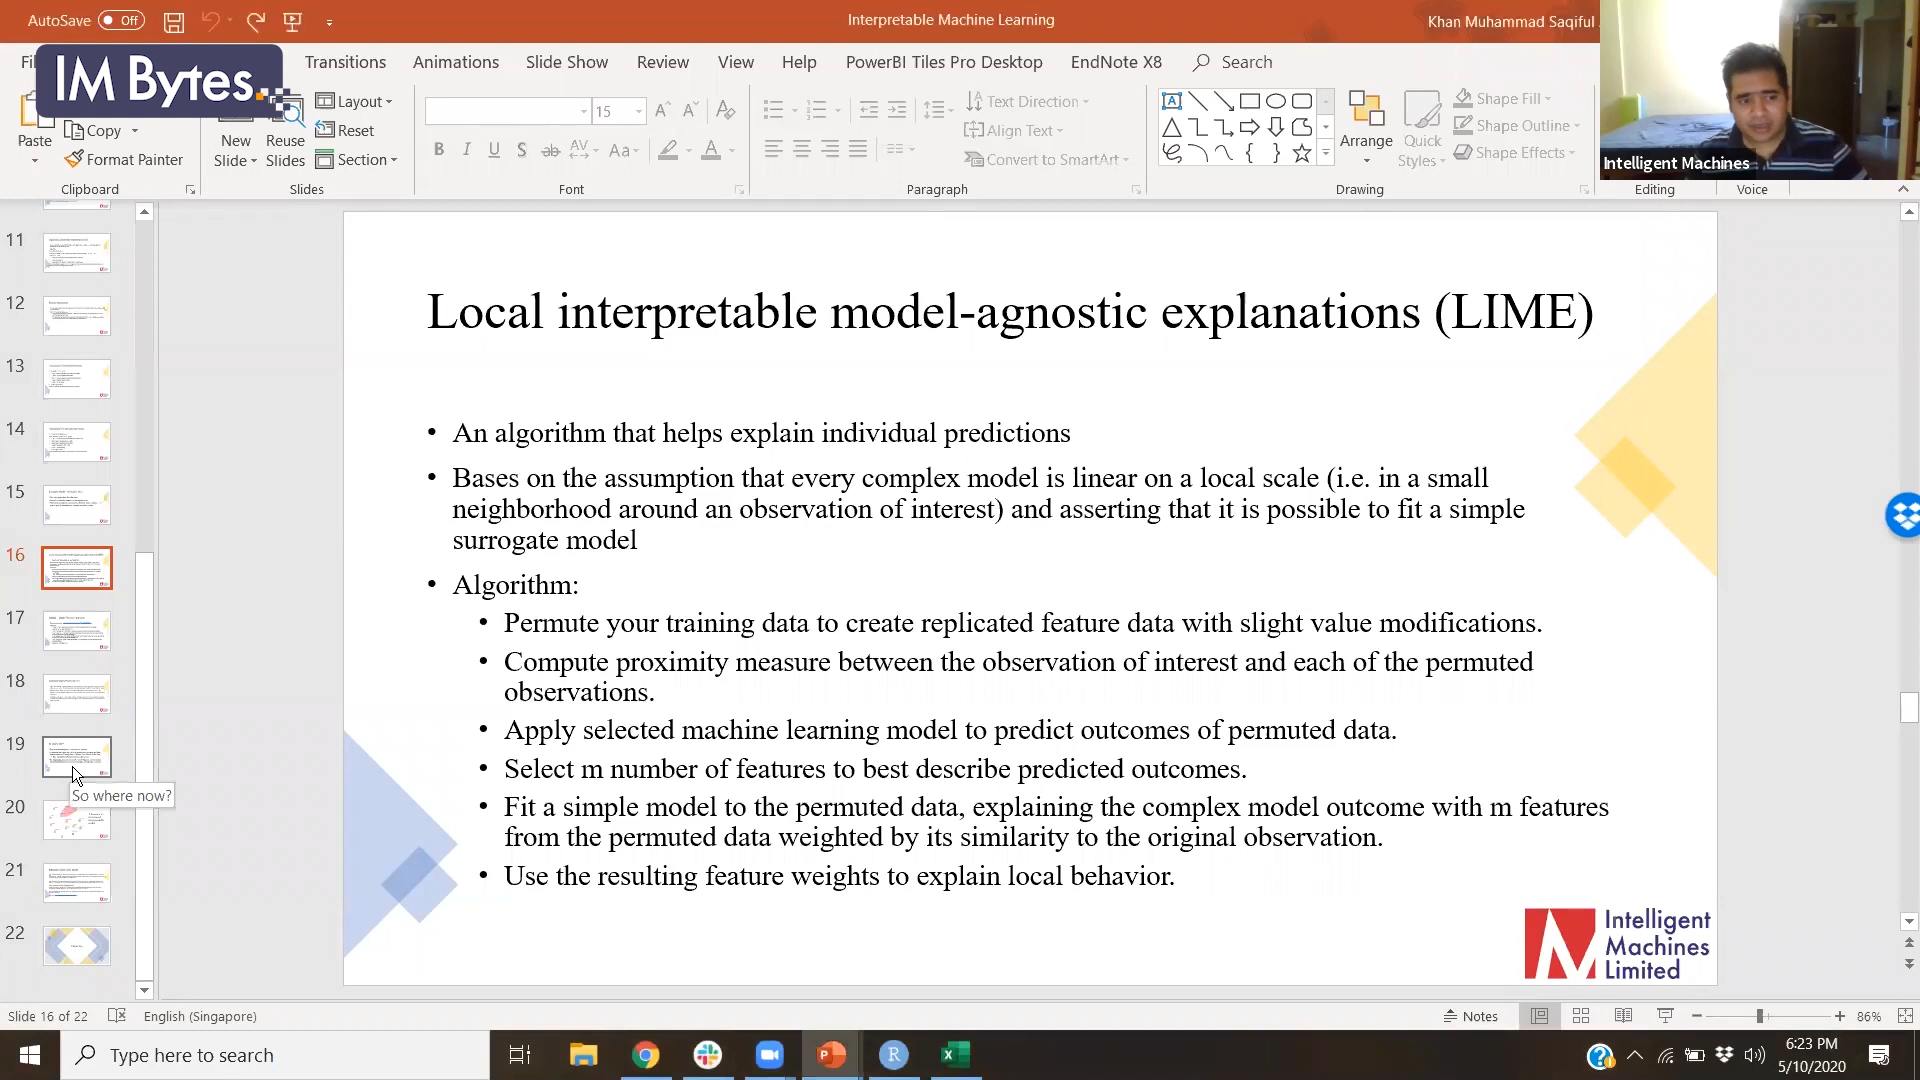 AutoSave Off
Interpretable Machine Learning
Khan Muhammad Saqiful
IM Bytes.
Transitions Animations Slide Show Review View Help PowerBI Tiles Pro Desktop EndNote X8 Search
Paste
Copy
Format Painter
Clipboard
New Slide
Reuse Slides
Layout
Reset
Section
Slides
15
Font
Text Direction
Align Text
Convert to SmartArt
Paragraph
Arrange
Quick Styles
Shape Fill
Shape Outline
Shape Effects
Drawing
Editing
Voice
Intelligent Machines
11
12
13
14
15
16
17
18
19
So where now?
20
21
22
Local interpretable model-agnostic explanations (LIME)
• An algorithm that helps explain individual predictions
• Bases on the assumption that every complex model is linear on a local scale (i.e. in a small
neighborhood around an observation of interest) and asserting that it is possible to fit a simple
surrogate model
• Algorithm:
• Permute your training data to create replicated feature data with slight value modifications.
• Compute proximity measure between the observation of interest and each of the permuted
observations.
• Apply selected machine learning model to predict outcomes of permuted data.
• Select m number of features to best describe predicted outcomes.
• Fit a simple model to the permuted data, explaining the complex model outcome with m features
from the permuted data weighted by its similarity to the original observation.
• Use the resulting feature weights to explain local behavior.
Intelligent
Machines
Limited
Slide 16 of 22 English (Singapore)
Notes
86%
Type here to search
6:23 PM
5/10/2020